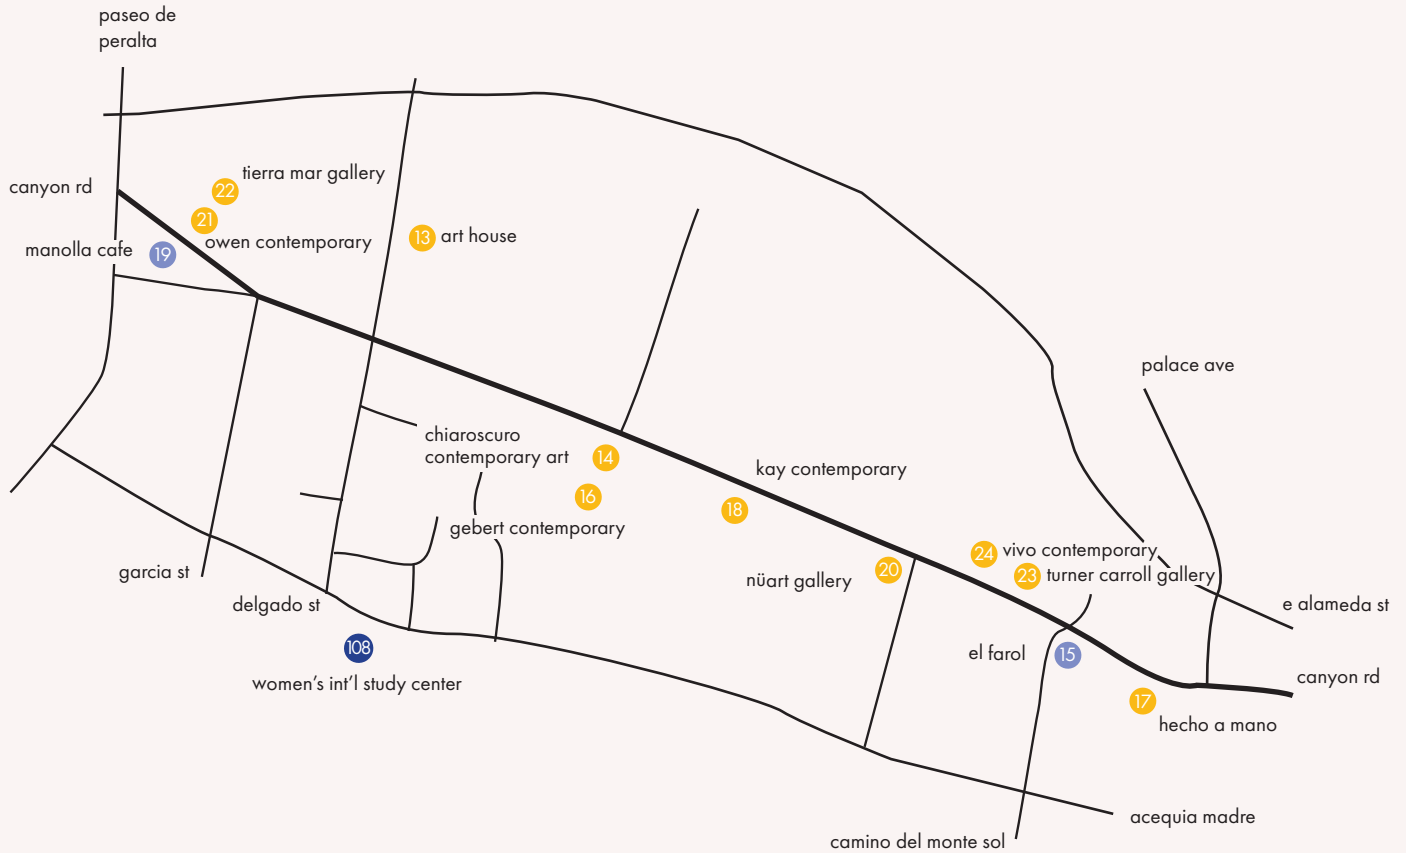 paseo de
peralta
canyon rd
22 tierra mar gallery
21
owen contemporary
manolla cafe 19
13 art house
palace ave
chiaroscuro
contemporary art 14
16
gebert contemporary
kay contemporary
18
24 vivo contemporary
23 turner carroll gallery
20
nüart gallery
garcia st
delgado st
e alameda st
108
women's int'l study center
el farol 15
canyon rd
17
hecho a mano
acequia madre
camino del monte sol